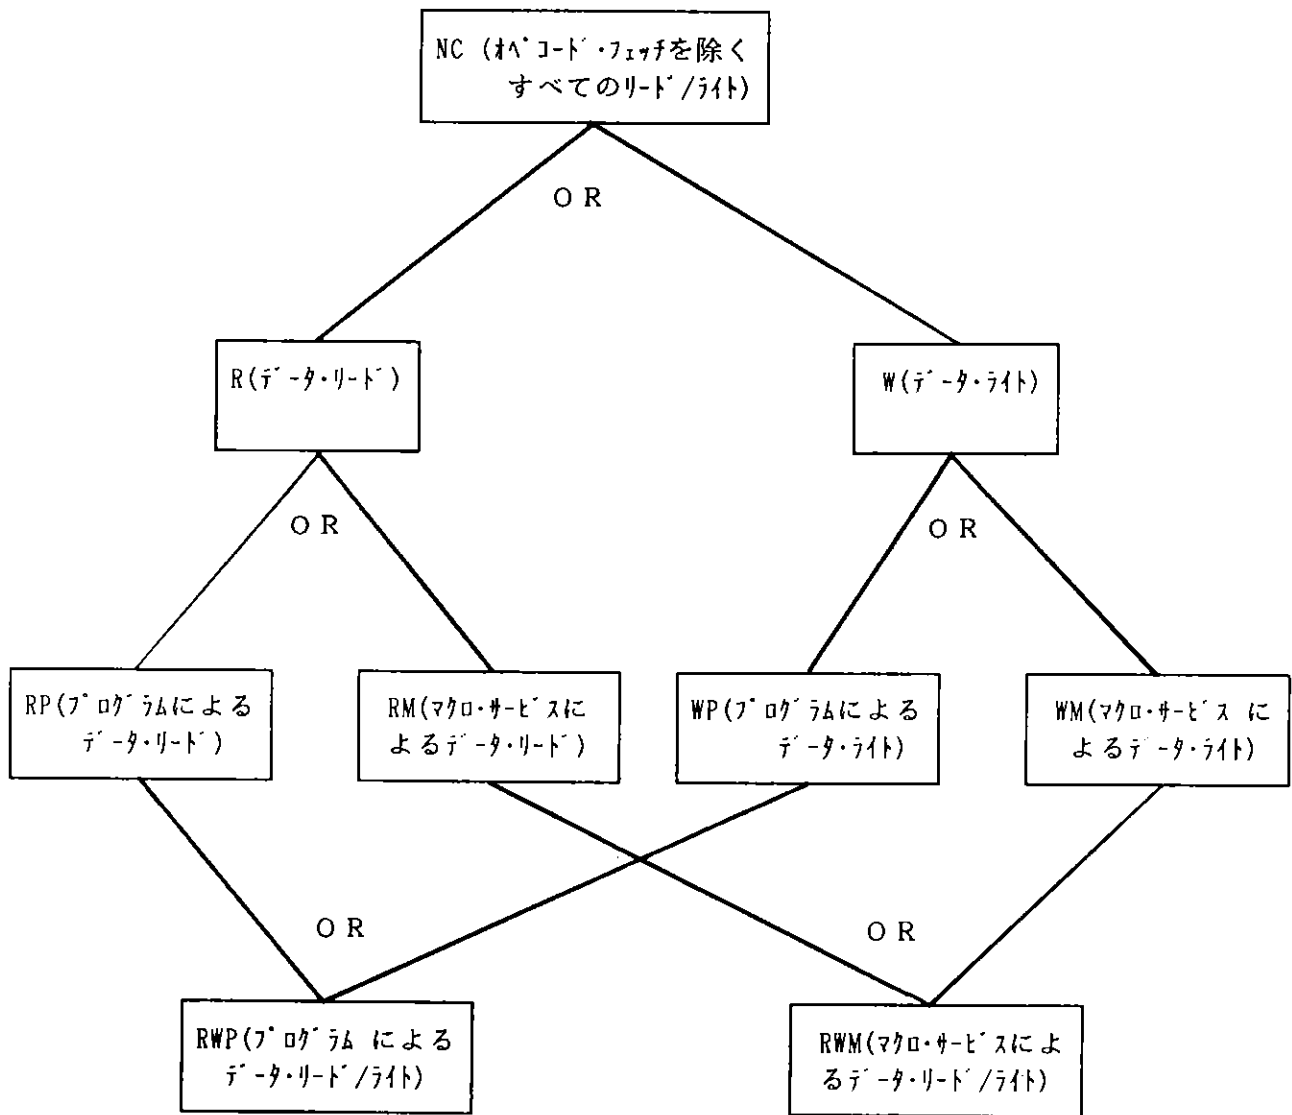 NC (ｵﾍﾟｺｰﾄﾞ・ﾌｪｯﾁを除く
すべてのﾘｰﾄﾞ/ﾗｲﾄ)
OR
R(ﾃﾞｰﾀ・ﾘｰﾄﾞ)
W(ﾃﾞｰﾀ・ﾗｲﾄ)
OR
OR
RP(ﾌﾟﾛｸﾞﾗﾑによる
ﾃﾞｰﾀ・ﾘｰﾄﾞ)
RM(ﾏｸﾛ・ｻｰﾋﾞｽに
よるﾃﾞｰﾀ・ﾘｰﾄﾞ)
WP(ﾌﾟﾛｸﾞﾗﾑによる
ﾃﾞｰﾀ・ﾗｲﾄ)
WM(ﾏｸﾛ・ｻｰﾋﾞｽ に
よるﾃﾞｰﾀ・ﾗｲﾄ)
OR
OR
RWP(ﾌﾟﾛｸﾞﾗﾑ による
ﾃﾞｰﾀ・ﾘｰﾄﾞ/ﾗｲﾄ)
RWM(ﾏｸﾛ・ｻｰﾋﾞｽによ
るﾃﾞｰﾀ・ﾘｰﾄﾞ/ﾗｲﾄ)